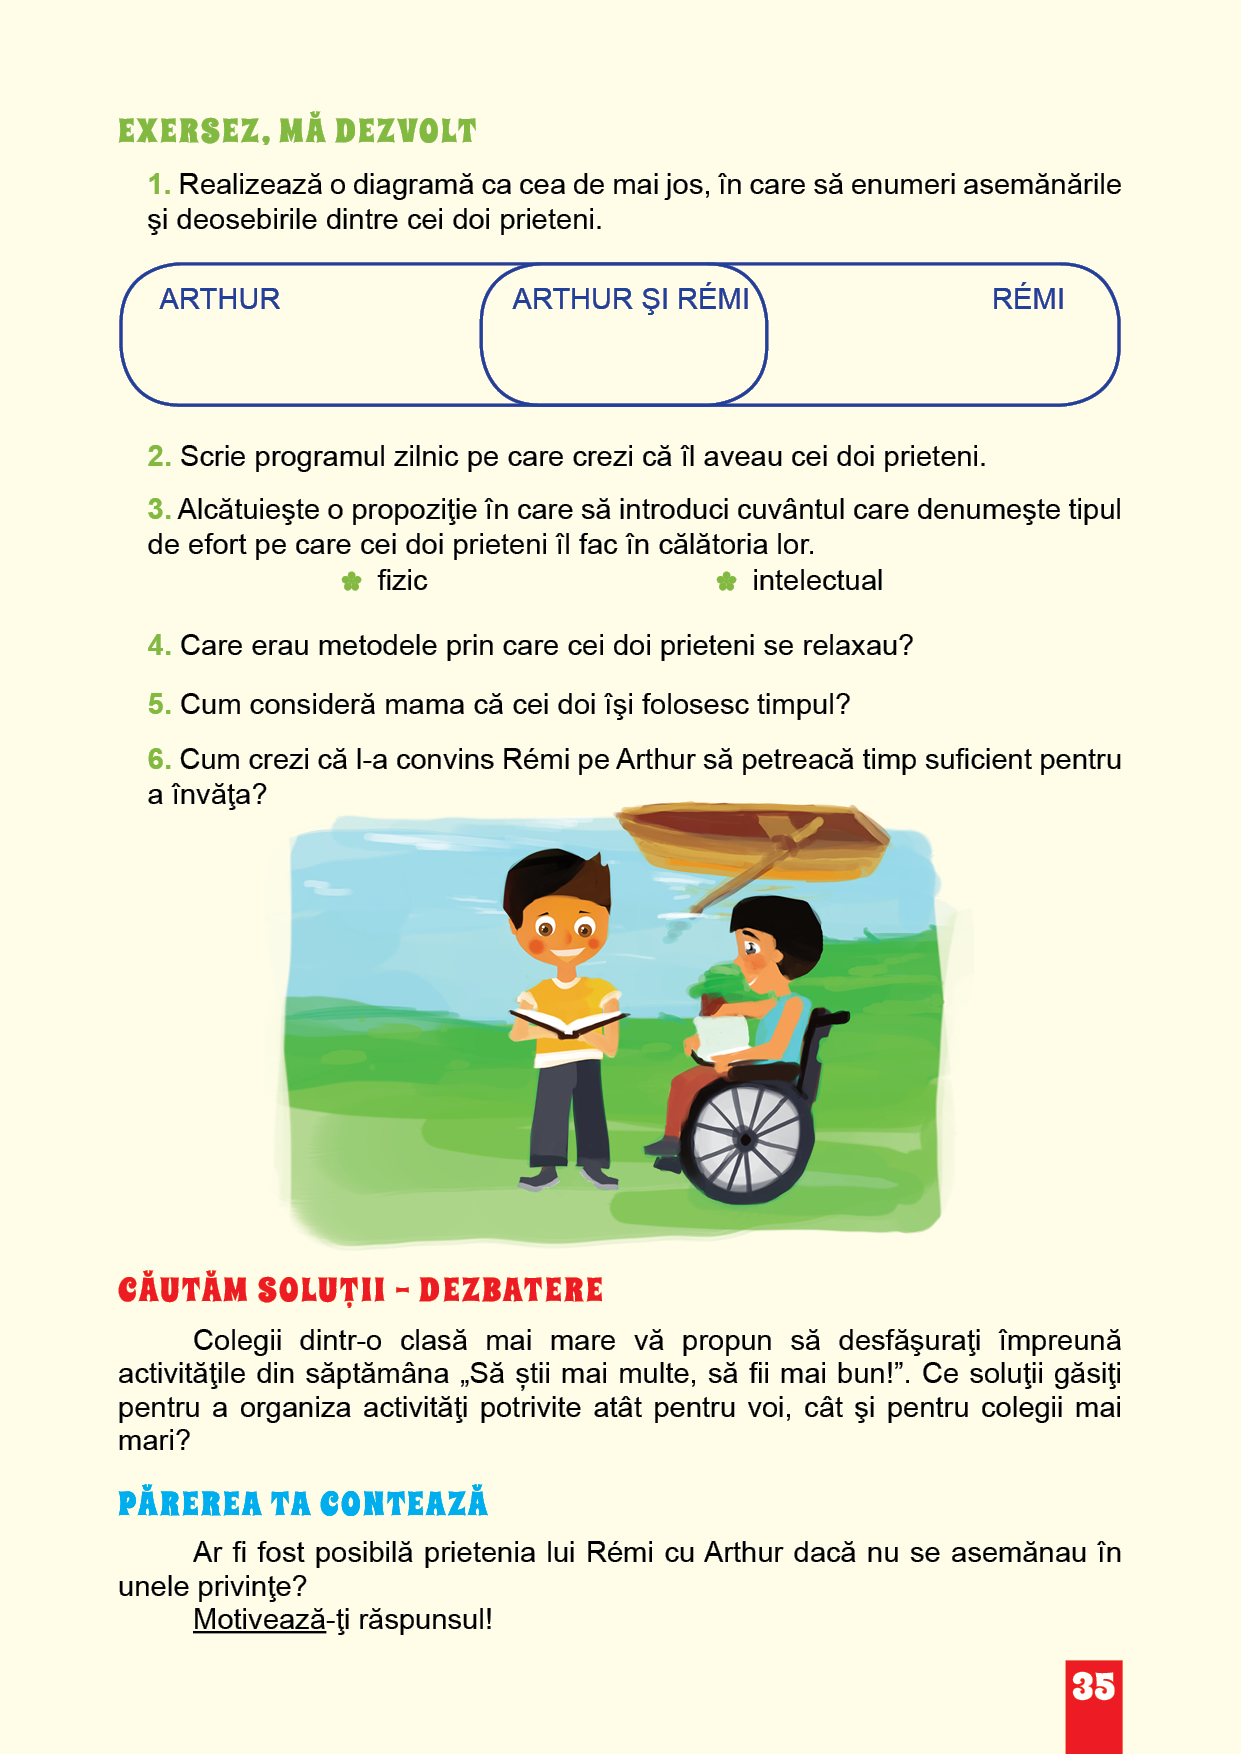 EXERSEZ, MĂ DEZVOLT
1. Realizează o diagramă ca cea de mai jos, în care să enumeri asemănările
şi deosebirile dintre cei doi prieteni.
ARTHUR
ARTHUR ŞI RÉMI
RÉMI
2. Scrie programul zilnic pe care crezi că îl aveau cei doi prieteni.
3. Alcătuieşte o propoziţie în care să introduci cuvântul care denumeşte tipul
de efort pe care cei doi prieteni îl fac în călătoria lor.
fizic
intelectual
4. Care erau metodele prin care cei doi prieteni se relaxau?
5. Cum consideră mama că cei doi îşi folosesc timpul?
6. Cum crezi că l-a convins Rémi pe Arthur să petreacă timp suficient pentru
a învăţa?
CĂUTĂM SOLUȚII - DEZBATERE
Colegii dintr-o clasă mai mare vă propun să desfăşuraţi împreună
activităţile din săptămâna „Să știi mai multe, să fii mai bun!”. Ce soluţii găsiţi
pentru a organiza activităţi potrivite atât pentru voi, cât şi pentru colegii mai
mari?
PĂREREA TA CONTEAZĂ
Ar fi fost posibilă prietenia lui Rémi cu Arthur dacă nu se asemănau în
unele privinţe?
Motivează-ţi răspunsul!
35